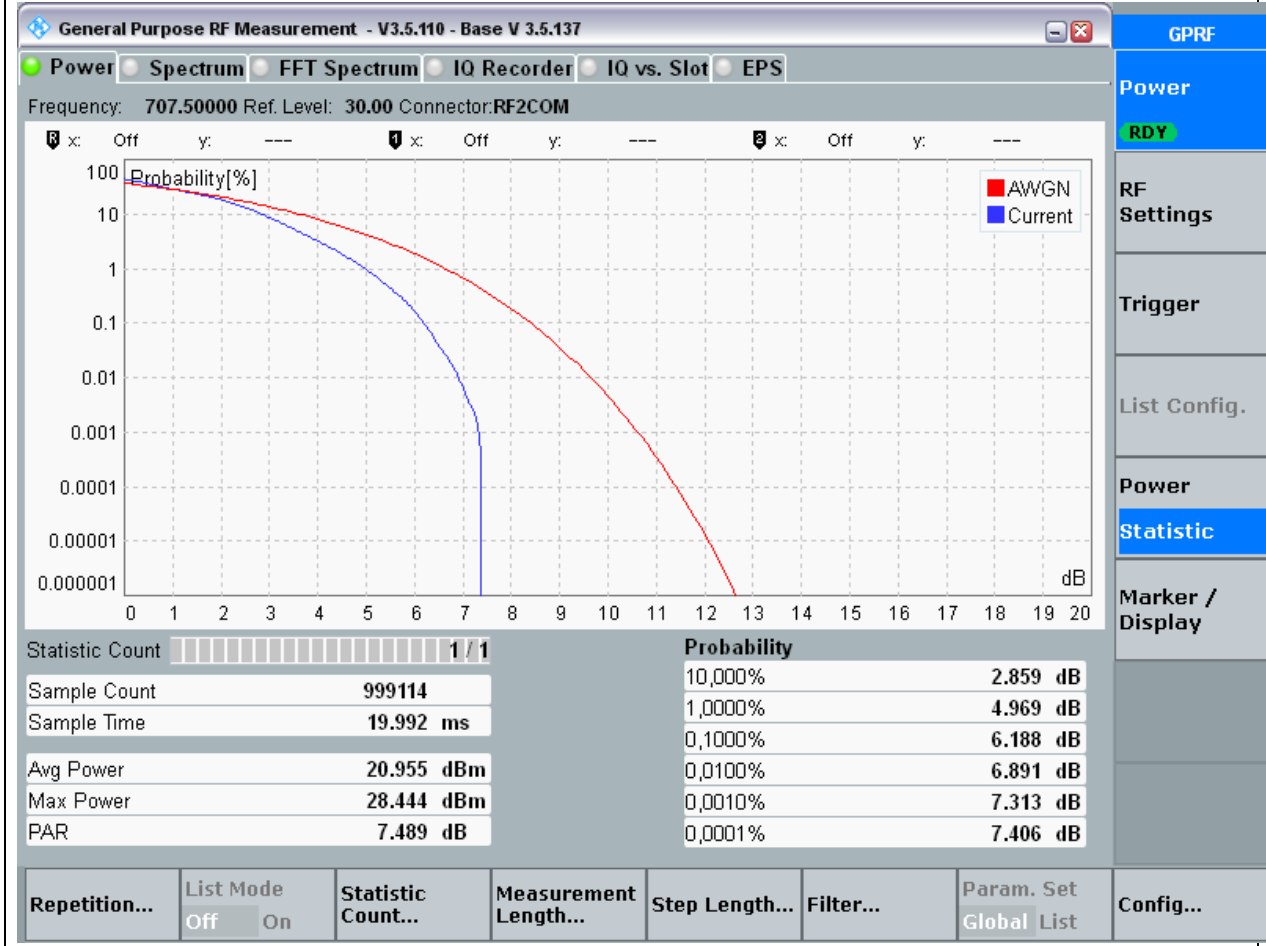 General Purpose RF Measurement - V3.5.110 - Base V 3.5.137
GPRF
Power Spectrum FFT Spectrum IQ Recorder IQ vs. Slot EPS
Frequency: 707.50000 Ref. Level: 30.00 Connector:RF2COM
R x: Off y: --- 1 x: Off y: --- 2 x: Off y: ---
Probability[%]
AWGN
Current
100
10
1
0.1
0.01
0.001
0.0001
0.00001
0.000001
dB
0 1 2 3 4 5 6 7 8 9 10 11 12 13 14 15 16 17 18 19 20
Statistic Count 1 / 1
Sample Count 999114
Sample Time 19.992 ms
Avg Power 20.955 dBm
Max Power 28.444 dBm
PAR 7.489 dB
Probability
10,000% 2.859 dB
1,0000% 4.969 dB
0,1000% 6.188 dB
0,0100% 6.891 dB
0,0010% 7.313 dB
0,0001% 7.406 dB
Power
RDY
RF
Settings
Trigger
List Config.
Power
Statistic
Marker /
Display
Repetition...
List Mode
Off On
Statistic
Count...
Measurement
Length...
Step Length...
Filter...
Param. Set
Global List
Config...